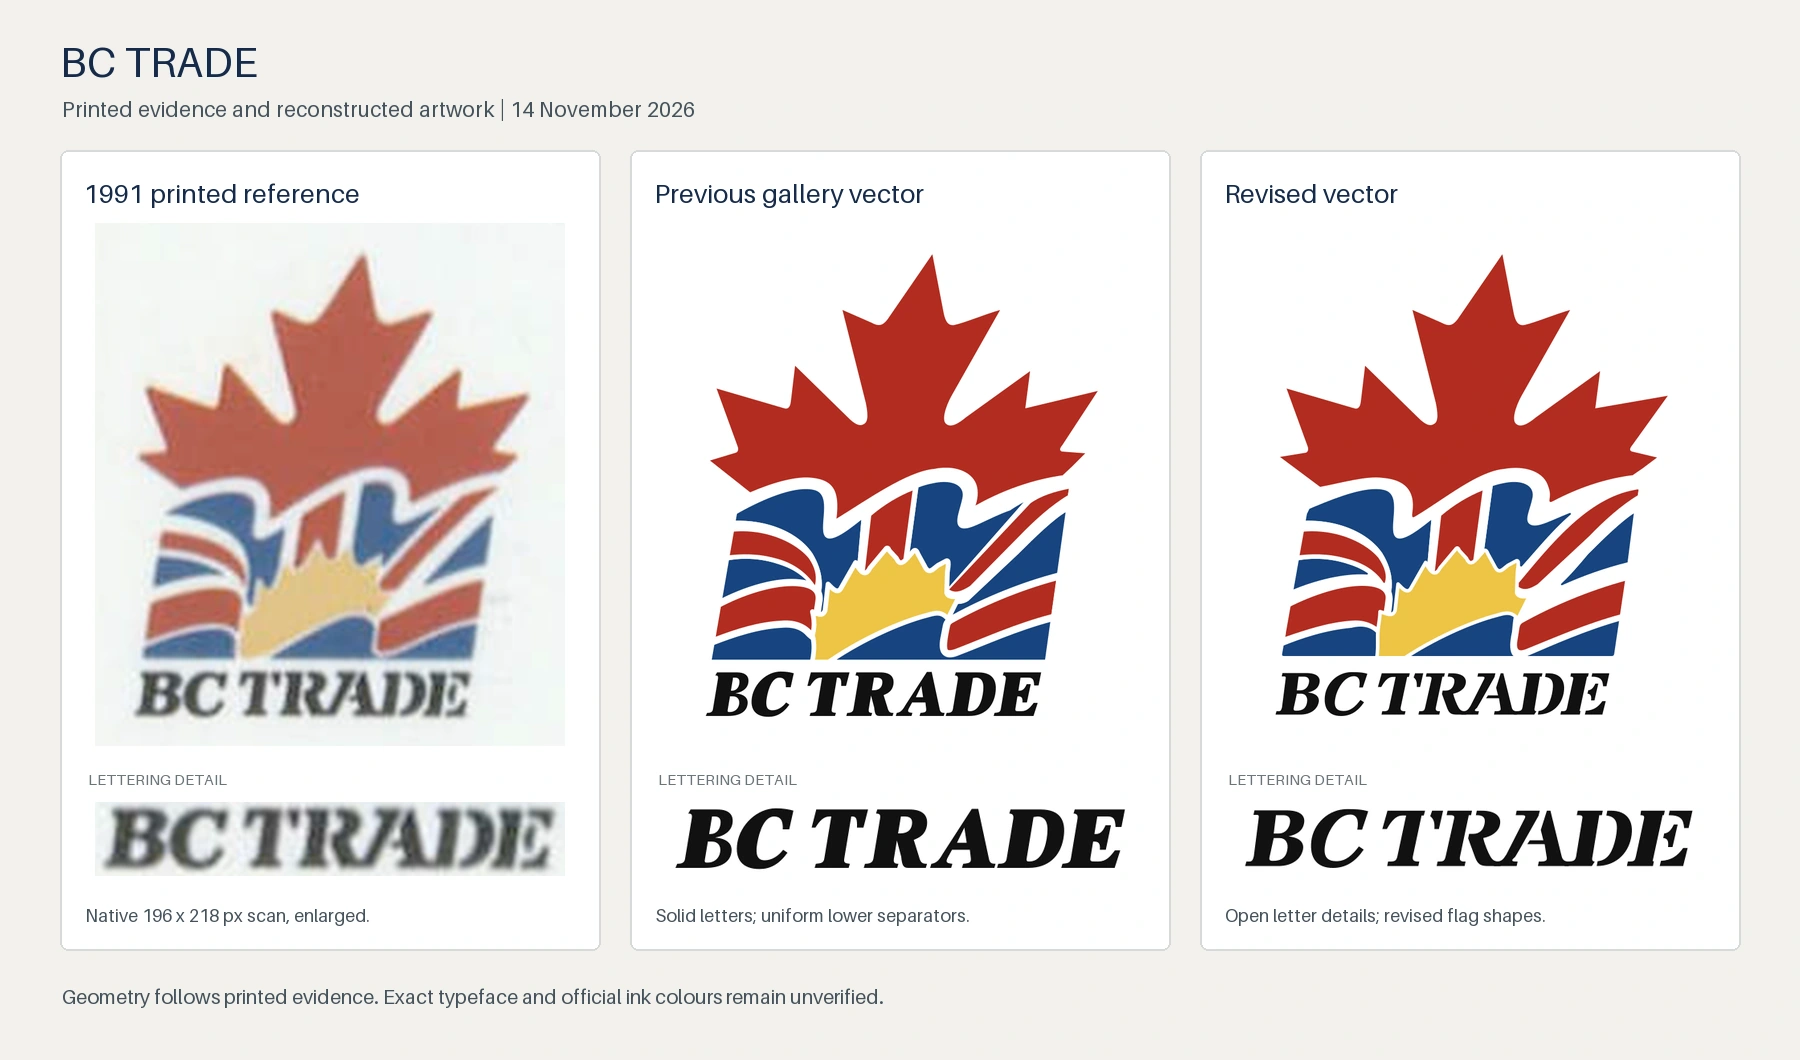 BC TRADE
Printed evidence and reconstructed artwork | 14 November 2026
1991 printed reference
BC TRADE
LETTERING DETAIL
BC TRADE
Native 196 x 218 px scan, enlarged.
Previous gallery vector
BC TRADE
LETTERING DETAIL
BC TRADE
Solid letters; uniform lower separators.
Revised vector
BC TRADE
LETTERING DETAIL
BC TRADE
Open letter details; revised flag shapes.
Geometry follows printed evidence. Exact typeface and official ink colours remain unverified.